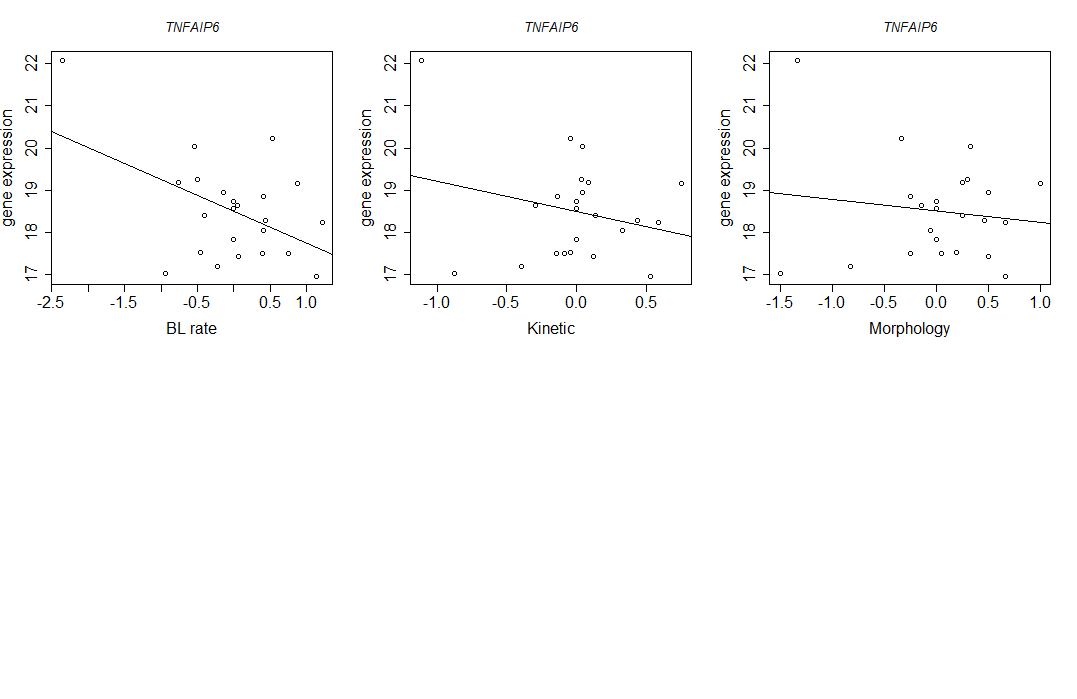 TNFAIP6
gene expression
22
21
20
19
18
17
-2.5 -1.5 -0.5 0.5 1.0
BL rate
TNFAIP6
gene expression
22
21
20
19
18
17
-1.0 -0.5 0.0 0.5
Kinetic
TNFAIP6
gene expression
22
21
20
19
18
17
-1.5 -1.0 -0.5 0.0 0.5 1.0
Morphology